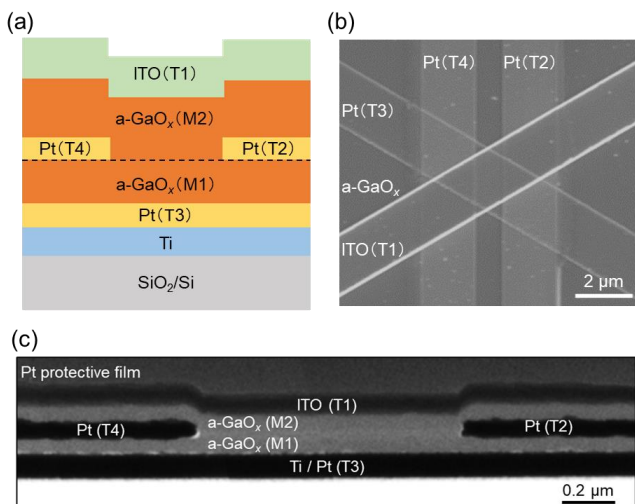 (a)
ITO(T1)
a-GaOₓ(M2)
Pt(T4)
Pt(T2)
a-GaOₓ(M1)
Pt(T3)
Ti
SiO₂/Si
(b)
Pt(T4)
Pt(T2)
Pt(T3)
a-GaOₓ
ITO(T1)
2 μm
(c)
Pt protective film
ITO (T1)
Pt (T4)
a-GaOₓ (M2)
Pt (T2)
a-GaOₓ (M1)
Ti / Pt (T3)
0.2 μm